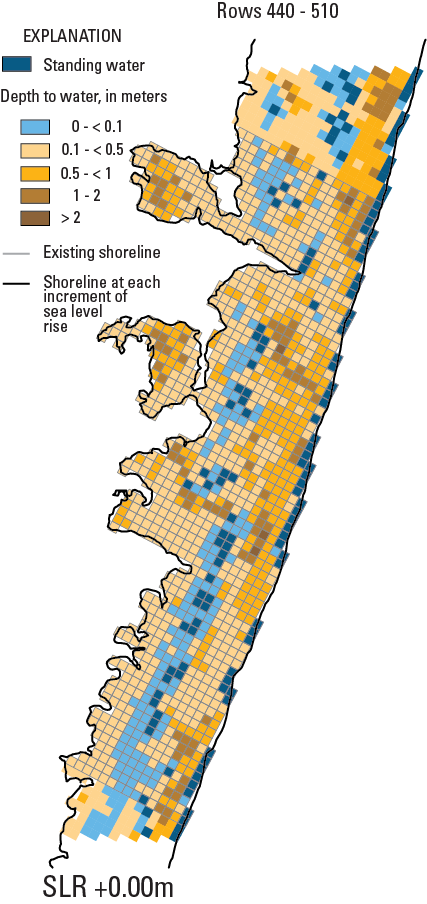 Rows 440 - 510
EXPLANATION
Standing water
Depth to water, in meters
0 - < 0.1
0.1 - < 0.5
0.5 - < 1
1 - 2
> 2
Existing shoreline
Shoreline at each
increment of
sea level
rise
SLR +0.00m